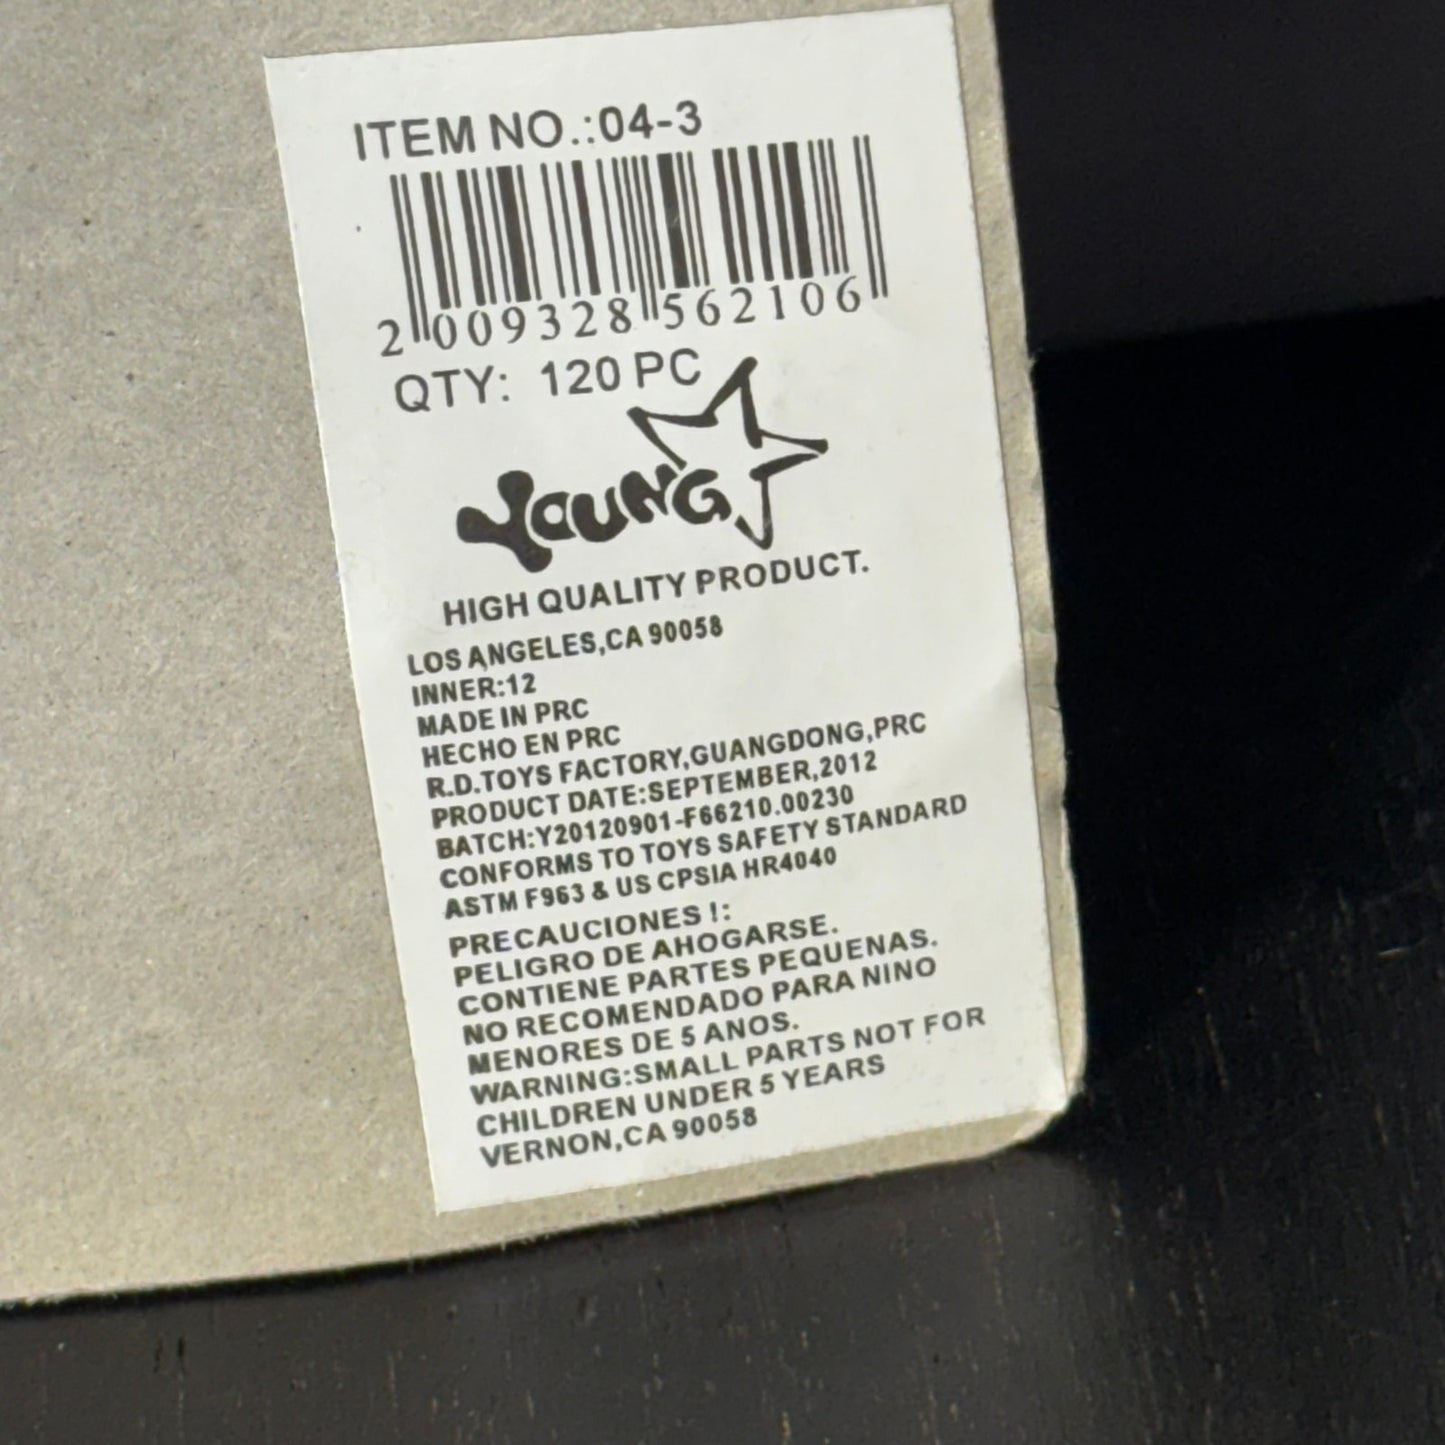 ITEM NO.:04-3
2 009328 562106
QTY: 120 PC
YOUNG
HIGH QUALITY PRODUCT.
LOS ANGELES,CA 90058
INNER:12
MADE IN PRC
HECHO EN PRC
R.D.TOYS FACTORY,GUANGDONG,PRC
PRODUCT DATE:SEPTEMBER,2012
BATCH:Y20120901-F66210.00230
CONFORMS TO TOYS SAFETY STANDARD
ASTM F963 & US CPSIA HR4040
PRECAUCIONES !:
PELIGRO DE AHOGARSE.
CONTIENE PARTES PEQUENAS.
NO RECOMENDADO PARA NINO
MENORES DE 5 ANOS.
WARNING:SMALL PARTS NOT FOR
CHILDREN UNDER 5 YEARS
VERNON,CA 90058